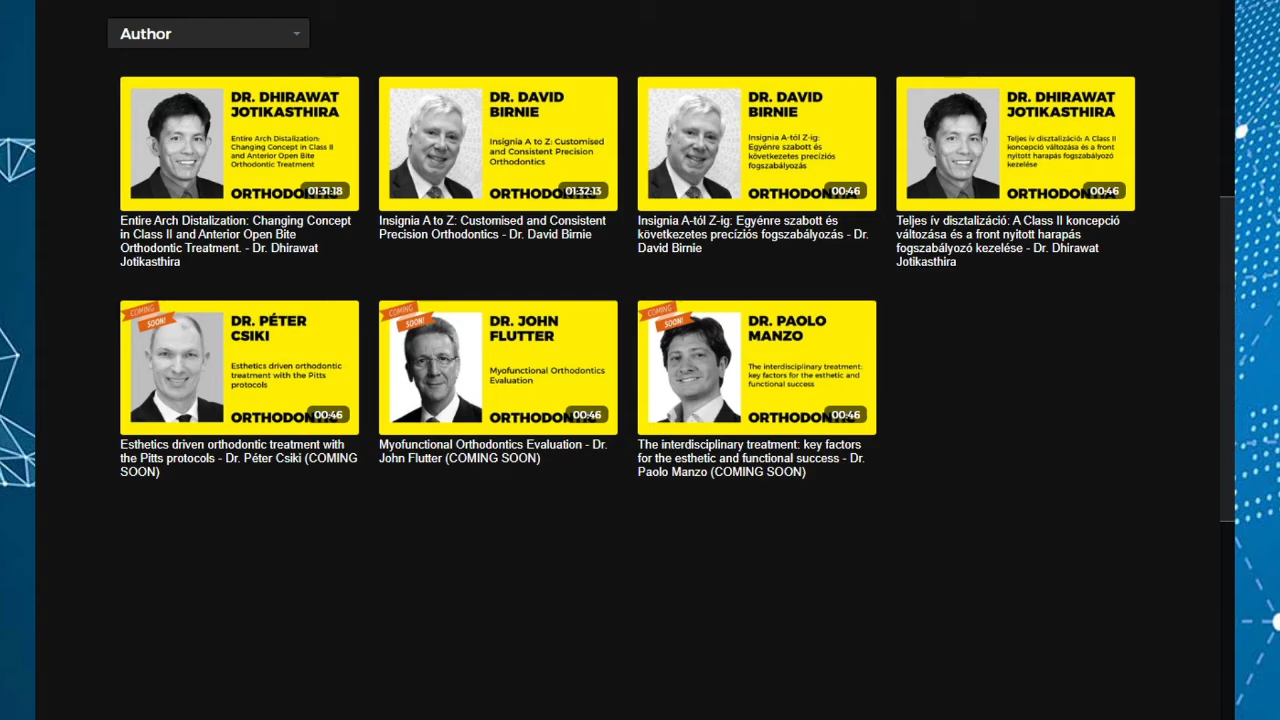 Author
DR. DHIRAWAT
JOTIKASTHIRA
Entire Arch Distalization:
Changing Concept in Class II
and Anterior Open Bite
Orthodontic Treatment
01:31:18
Entire Arch Distalization: Changing Concept
in Class II and Anterior Open Bite
Orthodontic Treatment. - Dr. Dhirawat
Jotikasthira
DR. DAVID
BIRNIE
Insignia A to Z: Customised
and Consistent Precision
Orthodontics
01:32:13
Insignia A to Z: Customised and Consistent
Precision Orthodontics - Dr. David Birnie
DR. DAVID
BIRNIE
Insignia A-tól Z-ig:
Egyénre szabott és
következetes precíziós
fogszabályozás
00:46
Insignia A-tól Z-ig: Egyénre szabott és
következetes precíziós fogszabályozás - Dr.
David Birnie
DR. DHIRAWAT
JOTIKASTHIRA
Teljes ív disztalizáció: A Class II
koncepció változása és a front
nyitott harapás fogszabályozó
kezelése
00:46
Teljes ív disztalizáció: A Class II koncepció
változása és a front nyitott harapás
fogszabályozó kezelése - Dr. Dhirawat
Jotikasthira
COMING
SOON!
DR. PÉTER
CSIKI
Esthetics driven orthodontic
treatment with the Pitts
protocols
00:46
Esthetics driven orthodontic treatment with
the Pitts protocols - Dr. Péter Csiki (COMING
SOON)
COMING
SOON!
DR. JOHN
FLUTTER
Myofunctional Orthodontics
Evaluation
00:46
Myofunctional Orthodontics Evaluation - Dr.
John Flutter (COMING SOON)
COMING
SOON!
DR. PAOLO
MANZO
The interdisciplinary treatment:
key factors for the esthetic and
functional success
00:46
The interdisciplinary treatment: key factors
for the esthetic and functional success - Dr.
Paolo Manzo (COMING SOON)